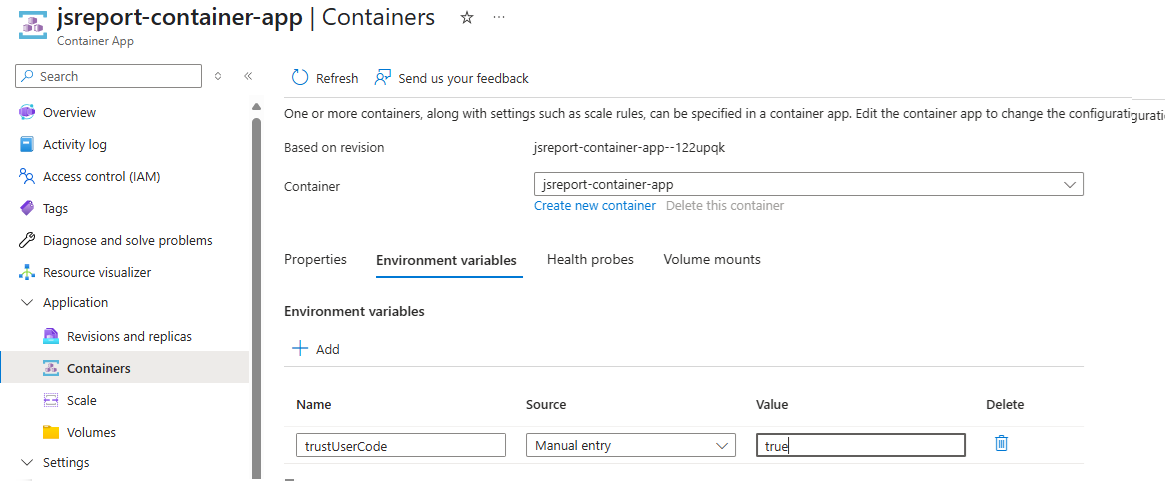 jsreport-container-app | Containers
Container App
Search
Refresh
Send us your feedback
Overview
Activity log
Access control (IAM)
Tags
Diagnose and solve problems
Resource visualizer
Application
Revisions and replicas
Containers
Scale
Volumes
Settings
One or more containers, along with settings such as scale rules, can be specified in a container app. Edit the container app to change the configurati
Based on revision
jsreport-container-app--122upqk
Container
jsreport-container-app
Create new container
Delete this container
Properties
Environment variables
Health probes
Volume mounts
Environment variables
Add
Name
Source
Value
Delete
trustUserCode
Manual entry
true